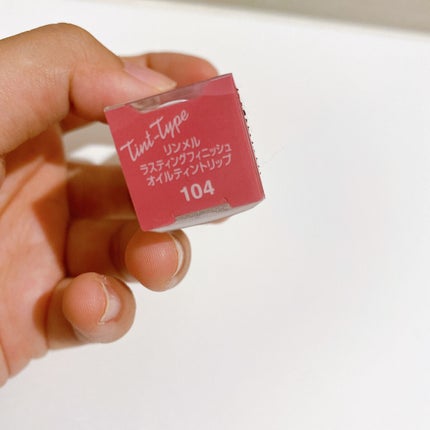 Tint-Type
リンメル
ラスティングフィニッシュ
オイルティントリップ
104